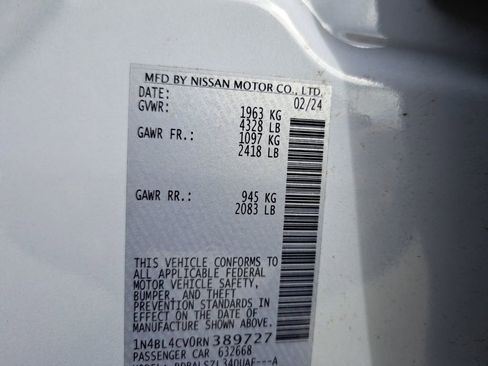 MFD BY NISSAN MOTOR CO., LTD.
DATE: 02/24
GVWR: 1963 KG
4328 LB
GAWR FR.: 1097 KG
2418 LB
GAWR RR.: 945 KG
2083 LB
THIS VEHICLE CONFORMS TO
ALL APPLICABLE FEDERAL
MOTOR VEHICLE SAFETY,
BUMPER, AND THEFT
PREVENTION STANDARDS IN
EFFECT ON THE DATE OF
MANUFACTURE SHOWN ABOVE.
1N4BL4CV0RN389727
PASSENGER CAR 632668